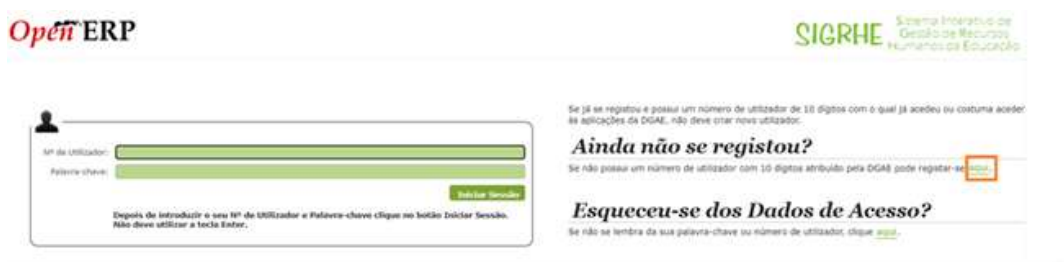 Open ERP
SIGRHE Sistema Interativo de
Gestão de Recursos
Humanos da Educação
Nº de Utilizador:
Palavra-chave:
Iniciar Sessão
Depois de introduzir o seu Nº de Utilizador e Palavra-chave clique no botão Iniciar Sessão.
Não deve utilizar a tecla Enter.
Se já se registou e possui um número de utilizador de 10 dígitos com o qual já acedeu ou costuma aceder
às aplicações da DGAE, não deve criar novo utilizador.
Ainda não se registou?
Se não possui um número de utilizador com 10 dígitos atribuído pela DGAE pode registar-se aqui.
Esqueceu-se dos Dados de Acesso?
Se não se lembra da sua palavra-chave ou número de utilizador, clique aqui.